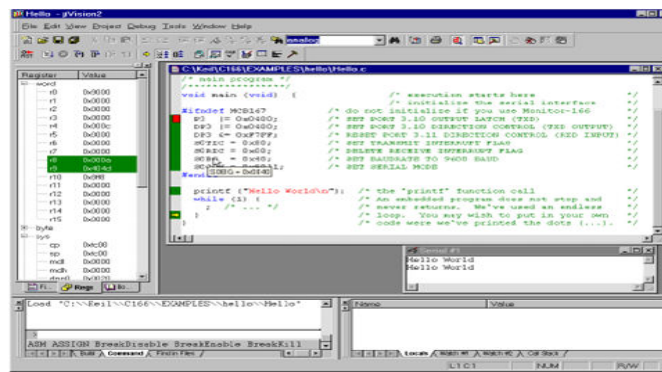 Hello - µVision2
File Edit View Project Debug Tools Window Help
analog
Register Value
word
r0 0x0000
r1 0x0000
r2 0x0000
r3 0x0000
r4 0x0000
r5 0x0000
r6 0x0000
r7 0x0000
r8
r9
r10
r11 0x0000
r12 0x0000
r13 0x0000
r14 0x0000
r15 0x0000
byte
sys
cp 0xfc00
sp 0xfc00
mdl 0x0000
mdh 0x0000
Regs
C:\Keil\C166\EXAMPLES\hello\Hello.c
/* main program */
/***************/
void main (void) { /* execution starts here */
/* initialize the serial interface */
#ifndef MCB167 /* do not initialize if you use Monitor-166 */
P3 |= 0x0400; /* SET PORT 3.10 OUTPUT LATCH (TXD) */
DP3 |= 0x0400; /* SET PORT 3.10 DIRECTION CONTROL (TXD OUTPUT) */
DP3 &= 0xF7FF; /* RESET PORT 3.11 DIRECTION CONTROL (RXD INPUT) */
S0TIC = 0x80; /* SET TRANSMIT INTERRUPT FLAG */
S0RIC = 0x00; /* DELETE RECEIVE INTERRUPT FLAG */
S0BG = 0x40; /* SET BAUDRATE TO 9600 BAUD */
/* SET SERIAL MODE */
S0BG = 0x0040
printf ("Hello World\n"); /* the 'printf' function call */
while (1) { /* An embedded program does not stop and */
; /* ... */ /* never returns. We've used an endless */
} /* loop. You may wish to put in your own */
} /* code were we've printed the dots (...). */
Serial #1
Hello World
Hello World
Load "C:\\Keil\\C166\\EXAMPLES\\hello\\Hello"
>
ASM ASSIGN BreakDisable BreakEnable BreakKill
Build Command Find in Files
Name Value
Locals Watch #1 Watch #2 Call Stack
L:1 C:1 NUM R/W